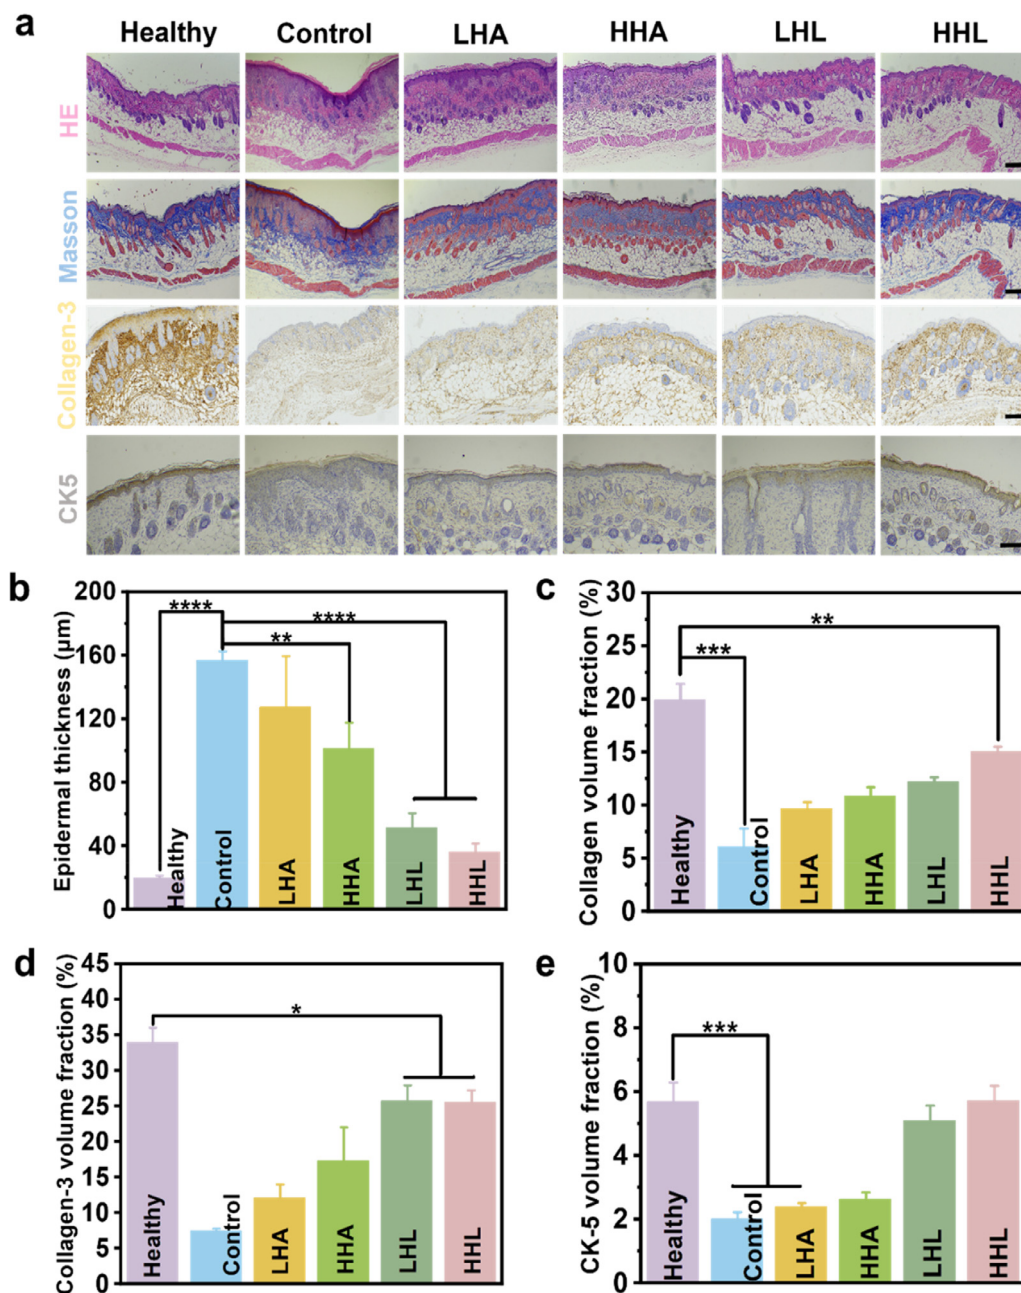 a
Healthy Control LHA HHA LHL HHL
HE
Masson
Collagen-3
CK5
b
Epidermal thickness (μm)
200
160
120
80
40
0
****
****
**
Healthy Control LHA HHA LHL HHL
c
Collagen volume fraction (%)
30
25
20
15
10
5
0
**
***
Healthy Control LHA HHA LHL HHL
d
Collagen-3 volume fraction (%)
45
40
35
30
25
20
15
10
5
0
*
Healthy Control LHA HHA LHL HHL
e
CK-5 volume fraction (%)
10
8
6
4
2
0
***
Healthy Control LHA HHA LHL HHL